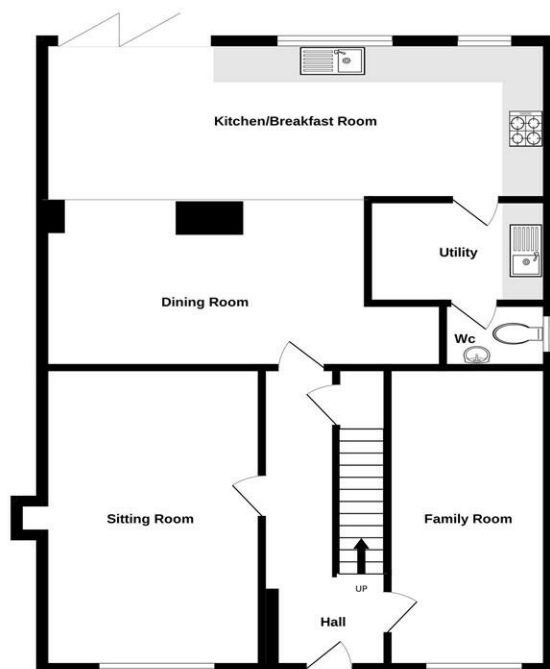 Kitchen/Breakfast Room
Utility
Dining Room
Wc
Sitting Room
Family Room
UP
Hall